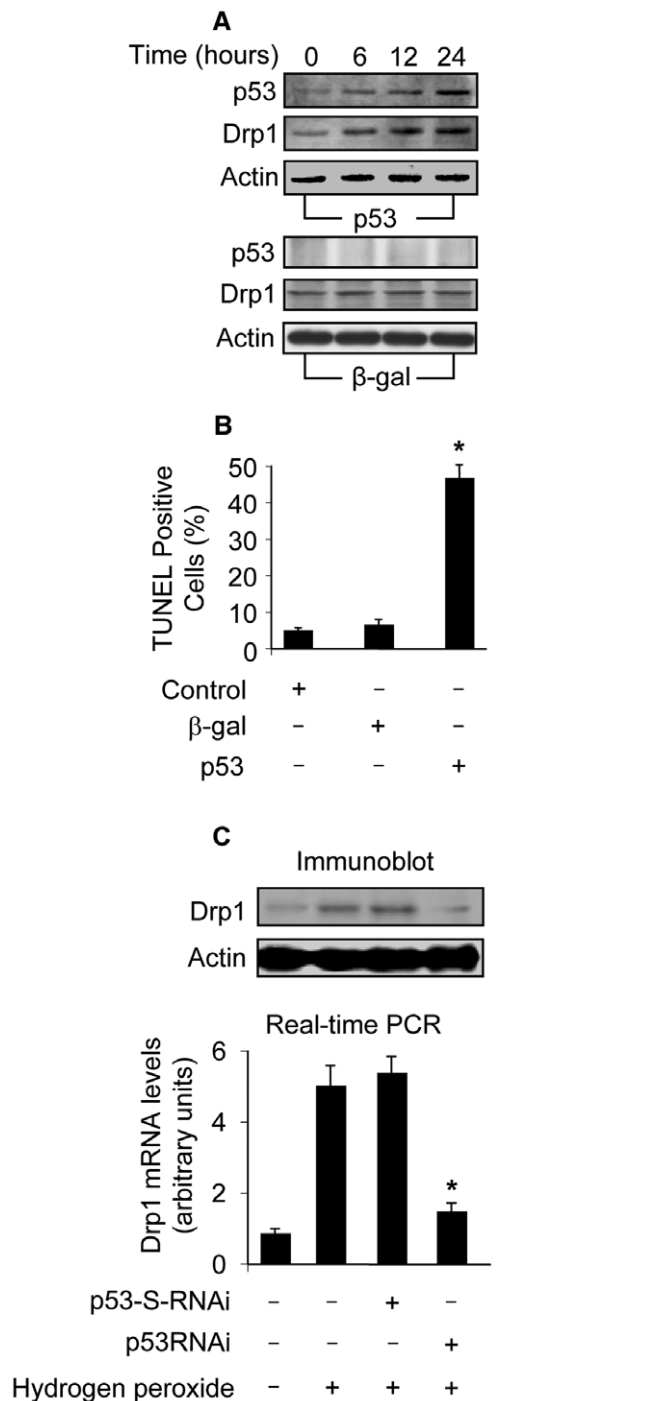 A
Time (hours) 0 6 12 24
p53
Drp1
Actin
p53
p53
Drp1
Actin
β-gal
B
TUNEL Positive
Cells (%)
50
40
30
20
10
0
*
Control + – –
β-gal – + –
p53 – – +
C
Immunoblot
Drp1
Actin
Real-time PCR
Drp1 mRNA levels
(arbitrary units)
6
4
2
0
*
p53-S-RNAi – – + –
p53RNAi – – – +
Hydrogen peroxide – + + +